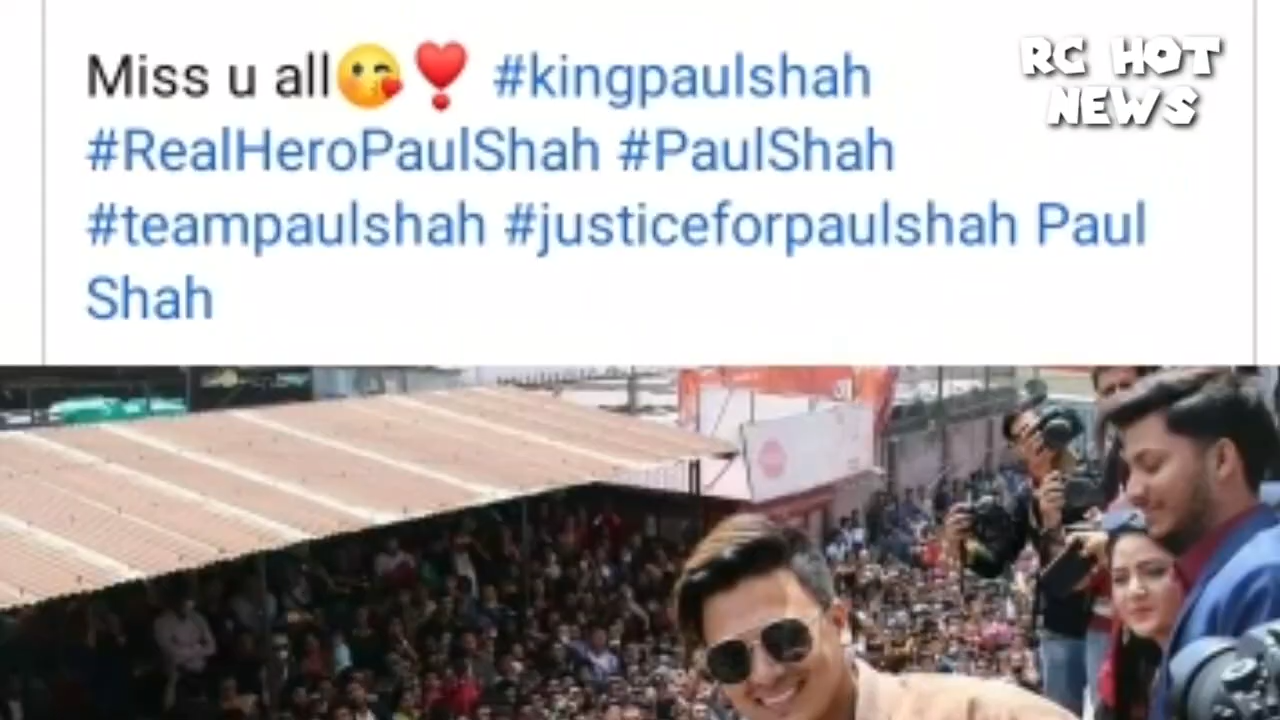 Miss u all😘❣️ #kingpaulshah
#RealHeroPaulShah #PaulShah
#teampaulshah #justiceforpaulshah Paul
Shah
RC HOT
NEWS